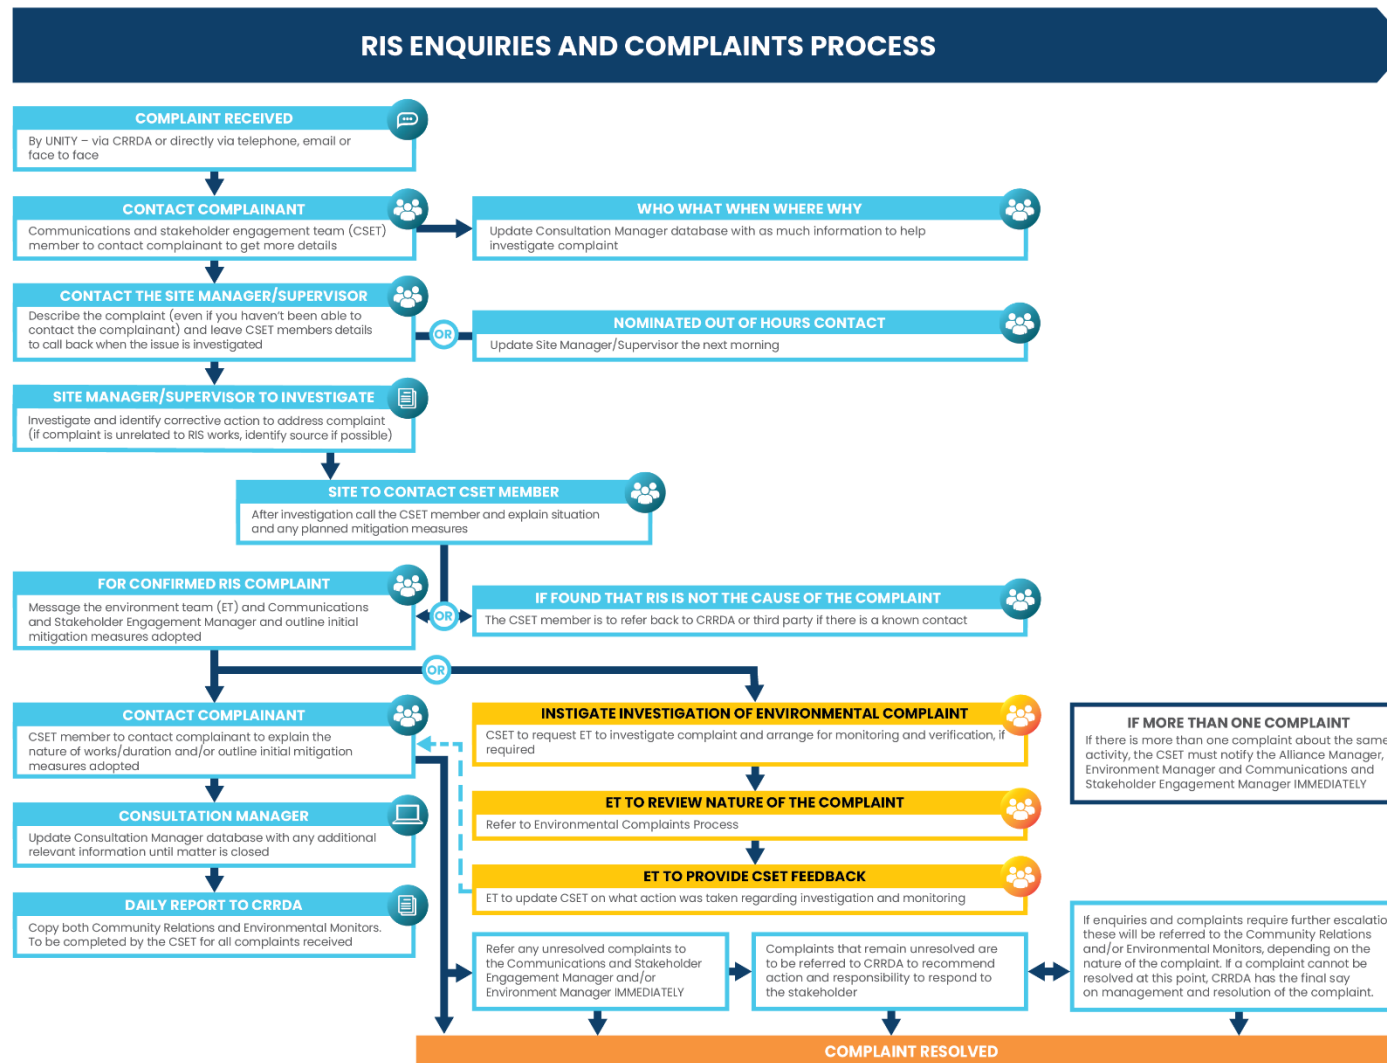 RIS ENQUIRIES AND COMPLAINTS PROCESS
COMPLAINT RECEIVED
By UNITY – via CRRDA or directly via telephone, email or
face to face
CONTACT COMPLAINANT
Communications and stakeholder engagement team (CSET)
member to contact complainant to get more details
WHO WHAT WHEN WHERE WHY
Update Consultation Manager database with as much information to help
investigate complaint
CONTACT THE SITE MANAGER/SUPERVISOR
Describe the complaint (even if you haven't been able to
contact the complainant) and leave CSET members details
to call back when the issue is investigated
OR
NOMINATED OUT OF HOURS CONTACT
Update Site Manager/Supervisor the next morning
SITE MANAGER/SUPERVISOR TO INVESTIGATE
Investigate and identify corrective action to address complaint
(if complaint is unrelated to RIS works, identify source if possible)
SITE TO CONTACT CSET MEMBER
After investigation call the CSET member and explain situation
and any planned mitigation measures
FOR CONFIRMED RIS COMPLAINT
Message the environment team (ET) and Communications
and Stakeholder Engagement Manager and outline initial
mitigation measures adopted
OR
IF FOUND THAT RIS IS NOT THE CAUSE OF THE COMPLAINT
The CSET member is to refer back to CRRDA or third party if there is a known contact
OR
CONTACT COMPLAINANT
CSET member to contact complainant to explain the
nature of works/duration and/or outline initial mitigation
measures adopted
INSTIGATE INVESTIGATION OF ENVIRONMENTAL COMPLAINT
CSET to request ET to investigate complaint and arrange for monitoring and verification, if
required
IF MORE THAN ONE COMPLAINT
If there is more than one complaint about the same
activity, the CSET must notify the Alliance Manager,
Environment Manager and Communications and
Stakeholder Engagement Manager IMMEDIATELY
CONSULTATION MANAGER
Update Consultation Manager database with any additional
relevant information until matter is closed
ET TO REVIEW NATURE OF THE COMPLAINT
Refer to Environmental Complaints Process
ET TO PROVIDE CSET FEEDBACK
ET to update CSET on what action was taken regarding investigation and monitoring
DAILY REPORT TO CRRDA
Copy both Community Relations and Environmental Monitors.
To be completed by the CSET for all complaints received
Refer any unresolved complaints to
the Communications and Stakeholder
Engagement Manager and/or
Environment Manager IMMEDIATELY
Complaints that remain unresolved are
to be referred to CRRDA to recommend
action and responsibility to respond to
the stakeholder
If enquiries and complaints require further escalatio
these will be referred to the Community Relations
and/or Environmental Monitors, depending on the
nature of the complaint. If a complaint cannot be
resolved at this point, CRRDA has the final say
on management and resolution of the complaint.
COMPLAINT RESOLVED